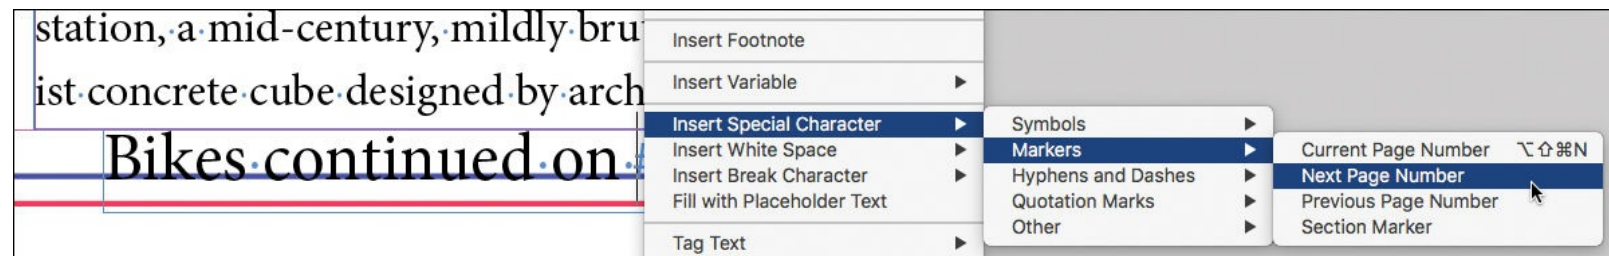 station, a mid-century, mildly bru
ist concrete cube designed by arch
Bikes continued on #
Insert Footnote
Insert Variable
Insert Special Character
Insert White Space
Insert Break Character
Fill with Placeholder Text
Tag Text
Symbols
Markers
Hyphens and Dashes
Quotation Marks
Other
Current Page Number ⌥⇧⌘N
Next Page Number
Previous Page Number
Section Marker